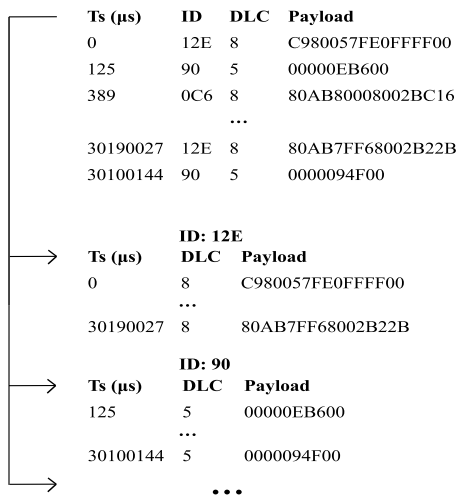 Ts (µs) ID DLC Payload
0 12E 8 C980057FE0FFFF00
125 90 5 00000EB600
389 0C6 8 80AB80008002BC16
...
30190027 12E 8 80AB7FF68002B22B
30100144 90 5 0000094F00
ID: 12E
Ts (µs) DLC Payload
0 8 C980057FE0FFFF00
...
30190027 8 80AB7FF68002B22B
ID: 90
Ts (µs) DLC Payload
125 5 00000EB600
...
30100144 5 0000094F00
...